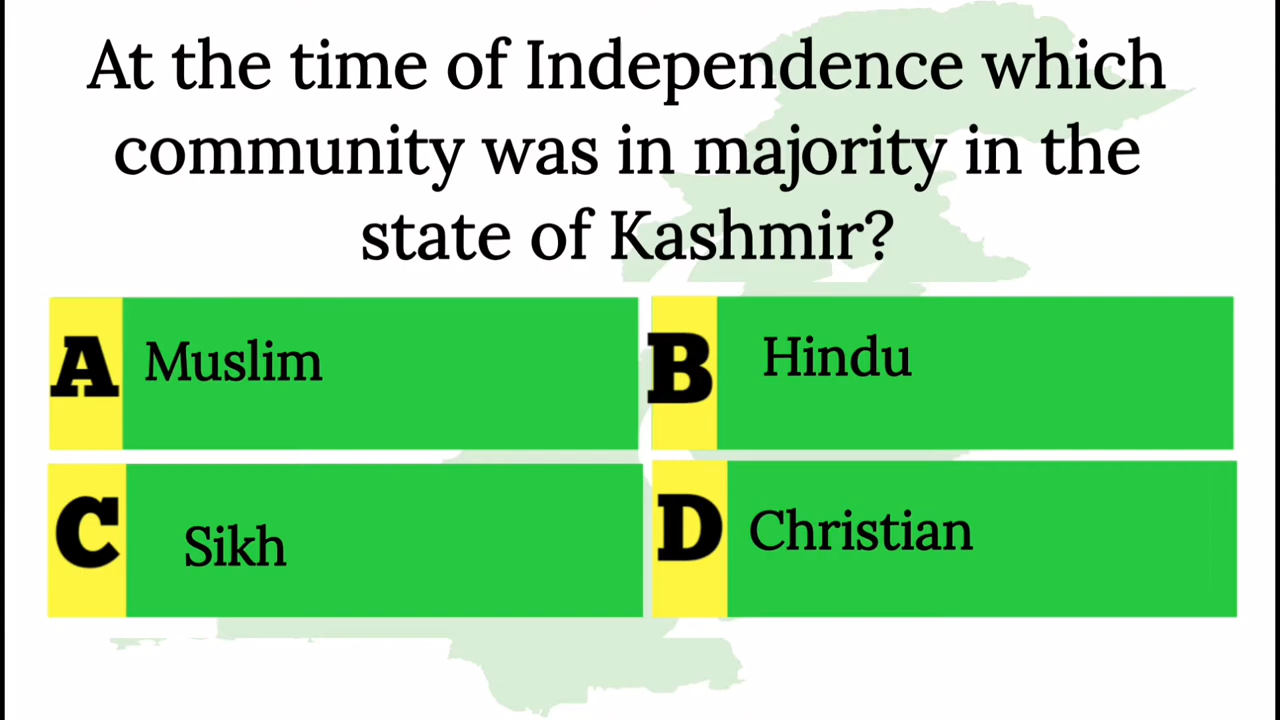 At the time of Independence which
community was in majority in the
state of Kashmir?
A Muslim
B Hindu
C Sikh
D Christian